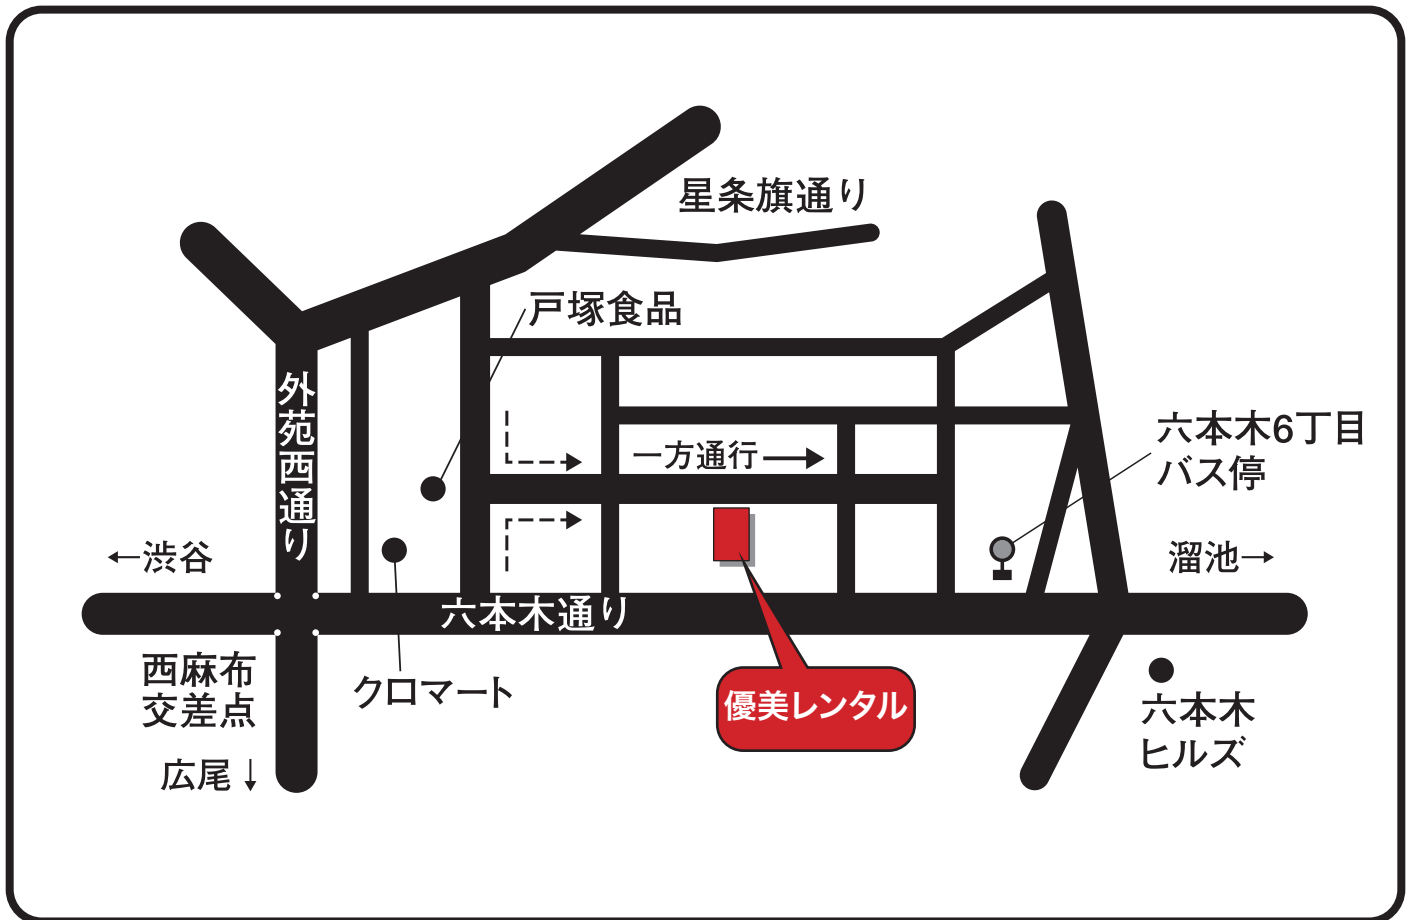 星条旗通り
戸塚食品
外苑西通り
一方通行
六本木6丁目
バス停
←渋谷
溜池→
六本木通り
西麻布
交差点
クロマート
優美レンタル
六本木
ヒルズ
広尾↓